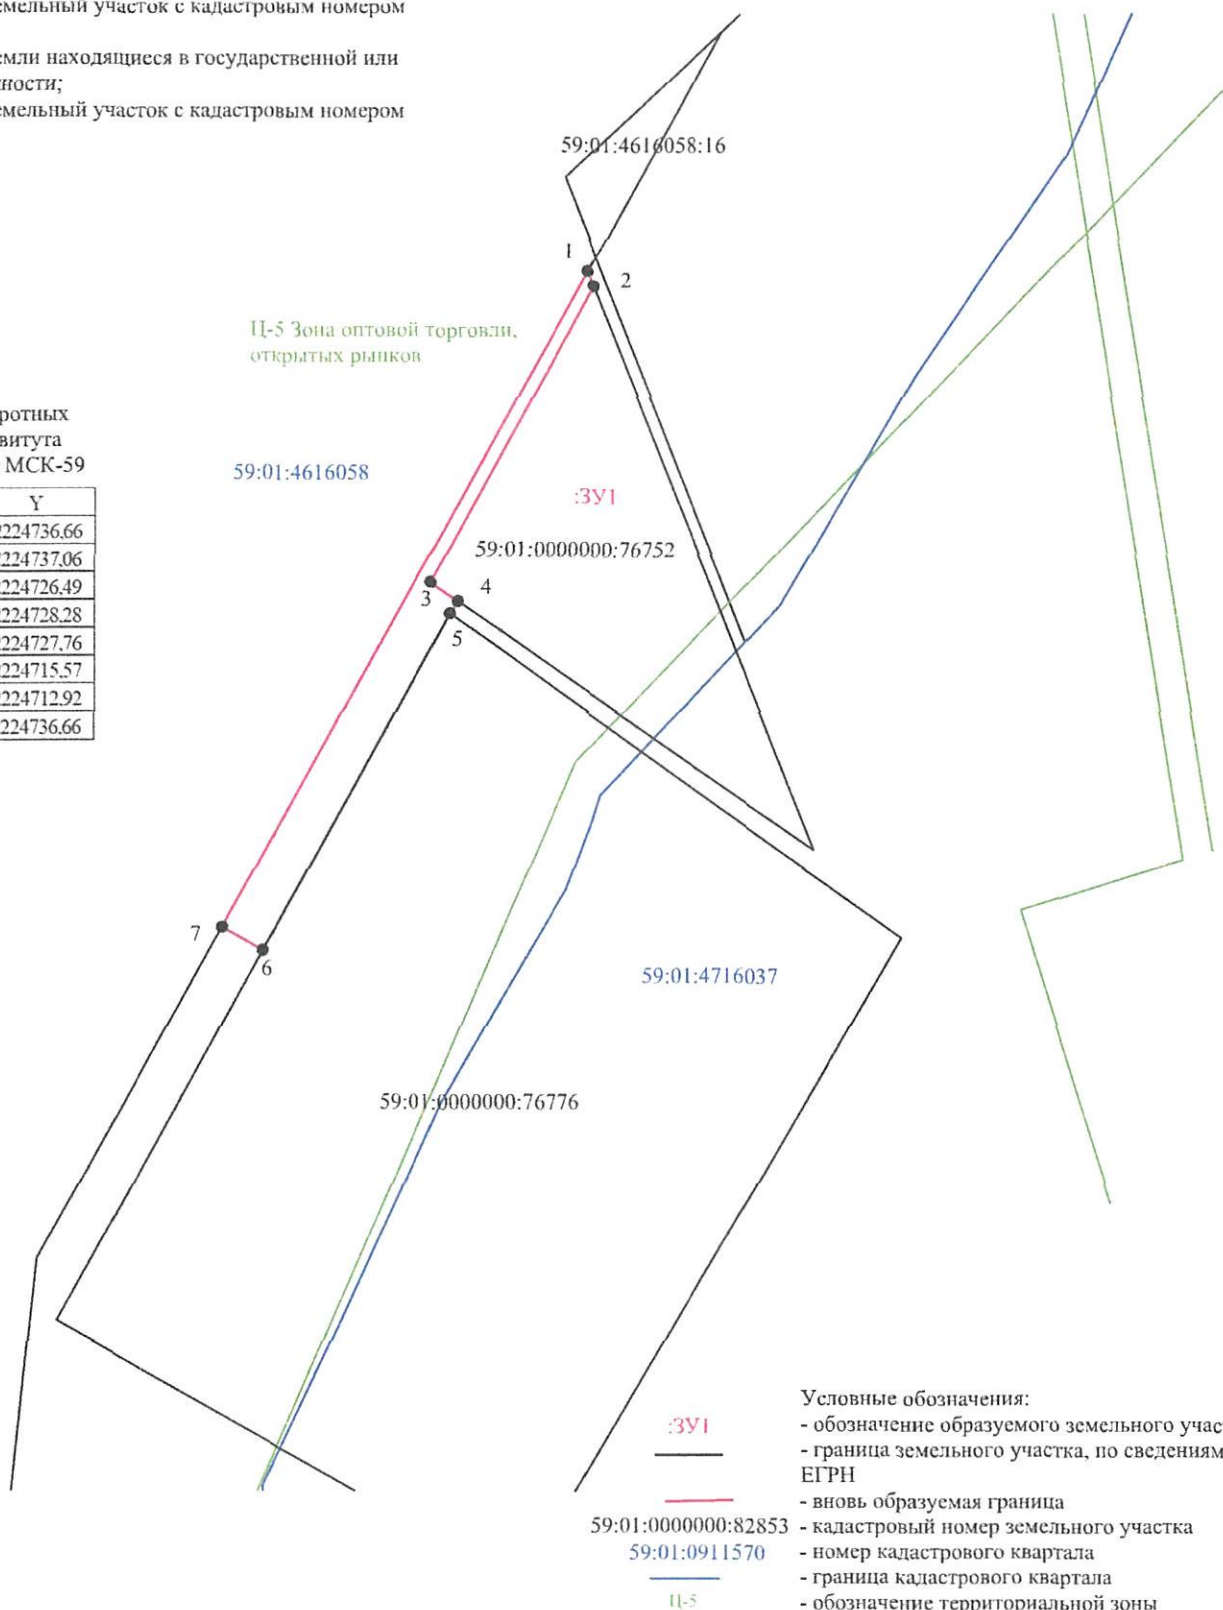 емельный участок с кадастровым номером
емли находящиеся в государственной или
ности;
емельный участок с кадастровым номером
59:01:4616058:16
1
2
Ц-5 Зона оптовой торговли,
открытых рынков
ротных
витута
МСК-59
59:01:4616058
:ЗУ1
Y
224736,66
224737,06
224726,49
224728,28
224727,76
224715,57
224712,92
224736,66
59:01:0000000:76752
3
4
5
7
6
59:01:4716037
59:01:0000000:76776
Условные обозначения:
:ЗУ1 - обозначение образуемого земельного учас
- граница земельного участка, по сведениям
ЕГРН
- вновь образуемая граница
59:01:0000000:82853 - кадастровый номер земельного участка
59:01:0911570 - номер кадастрового квартала
- граница кадастрового квартала
Ц-5 - обозначение территориальной зоны